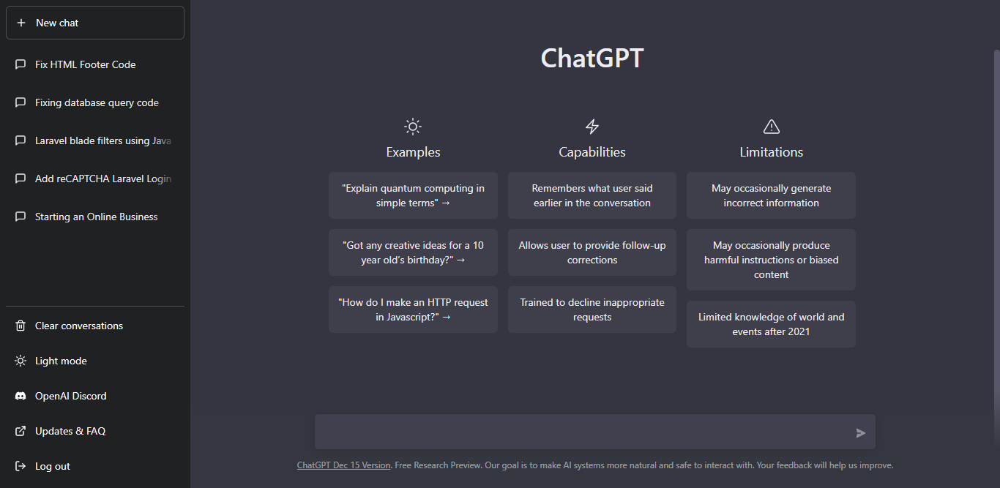 New chat
Fix HTML Footer Code
Fixing database query code
Laravel blade filters using Java
Add reCAPTCHA Laravel Login
Starting an Online Business
Clear conversations
Light mode
OpenAI Discord
Updates & FAQ
Log out
ChatGPT
Examples
"Explain quantum computing in
simple terms" →
"Got any creative ideas for a 10
year old's birthday?" →
"How do I make an HTTP request
in Javascript?" →
Capabilities
Remembers what user said
earlier in the conversation
Allows user to provide follow-up
corrections
Trained to decline inappropriate
requests
Limitations
May occasionally generate
incorrect information
May occasionally produce
harmful instructions or biased
content
Limited knowledge of world and
events after 2021
ChatGPT Dec 15 Version. Free Research Preview. Our goal is to make AI systems more natural and safe to interact with. Your feedback will help us improve.